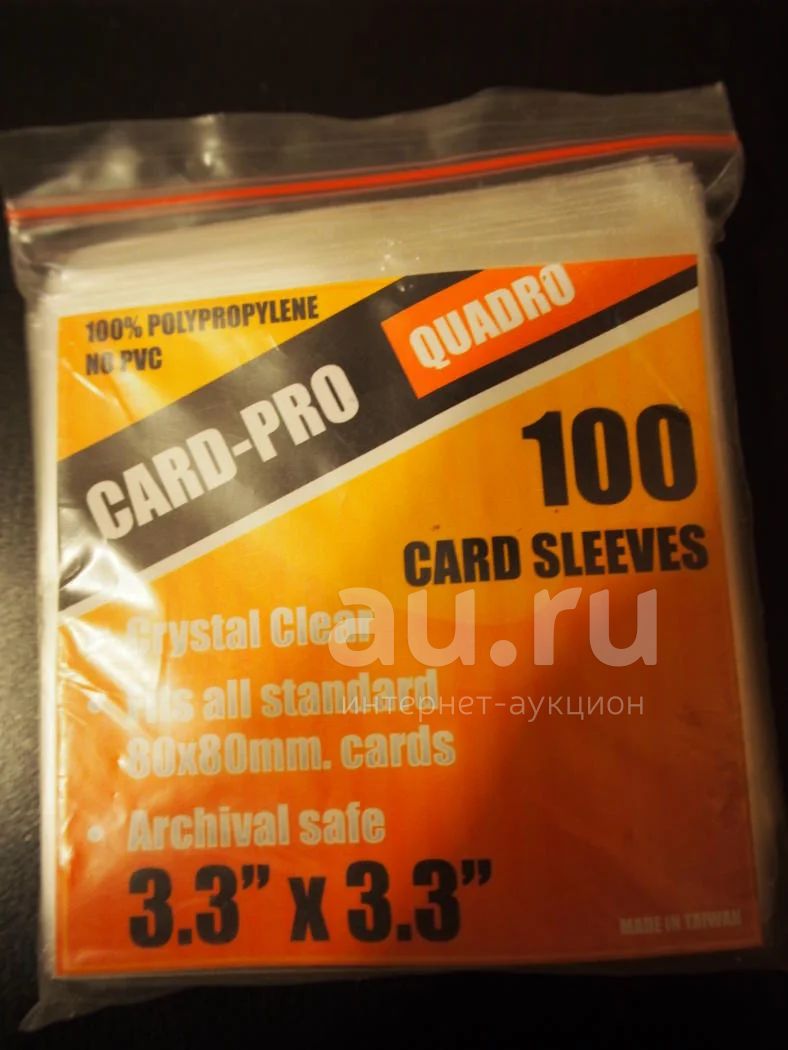 100% POLYPROPYLENE
NO PVC
CARD-PRO
QUADRO
100
CARD SLEEVES
• Crystal Clear
• Fits all standard
80x80mm. cards
• Archival safe
3.3” x 3.3”
MADE IN TAIWAN
au.ru
интернет-аукцион